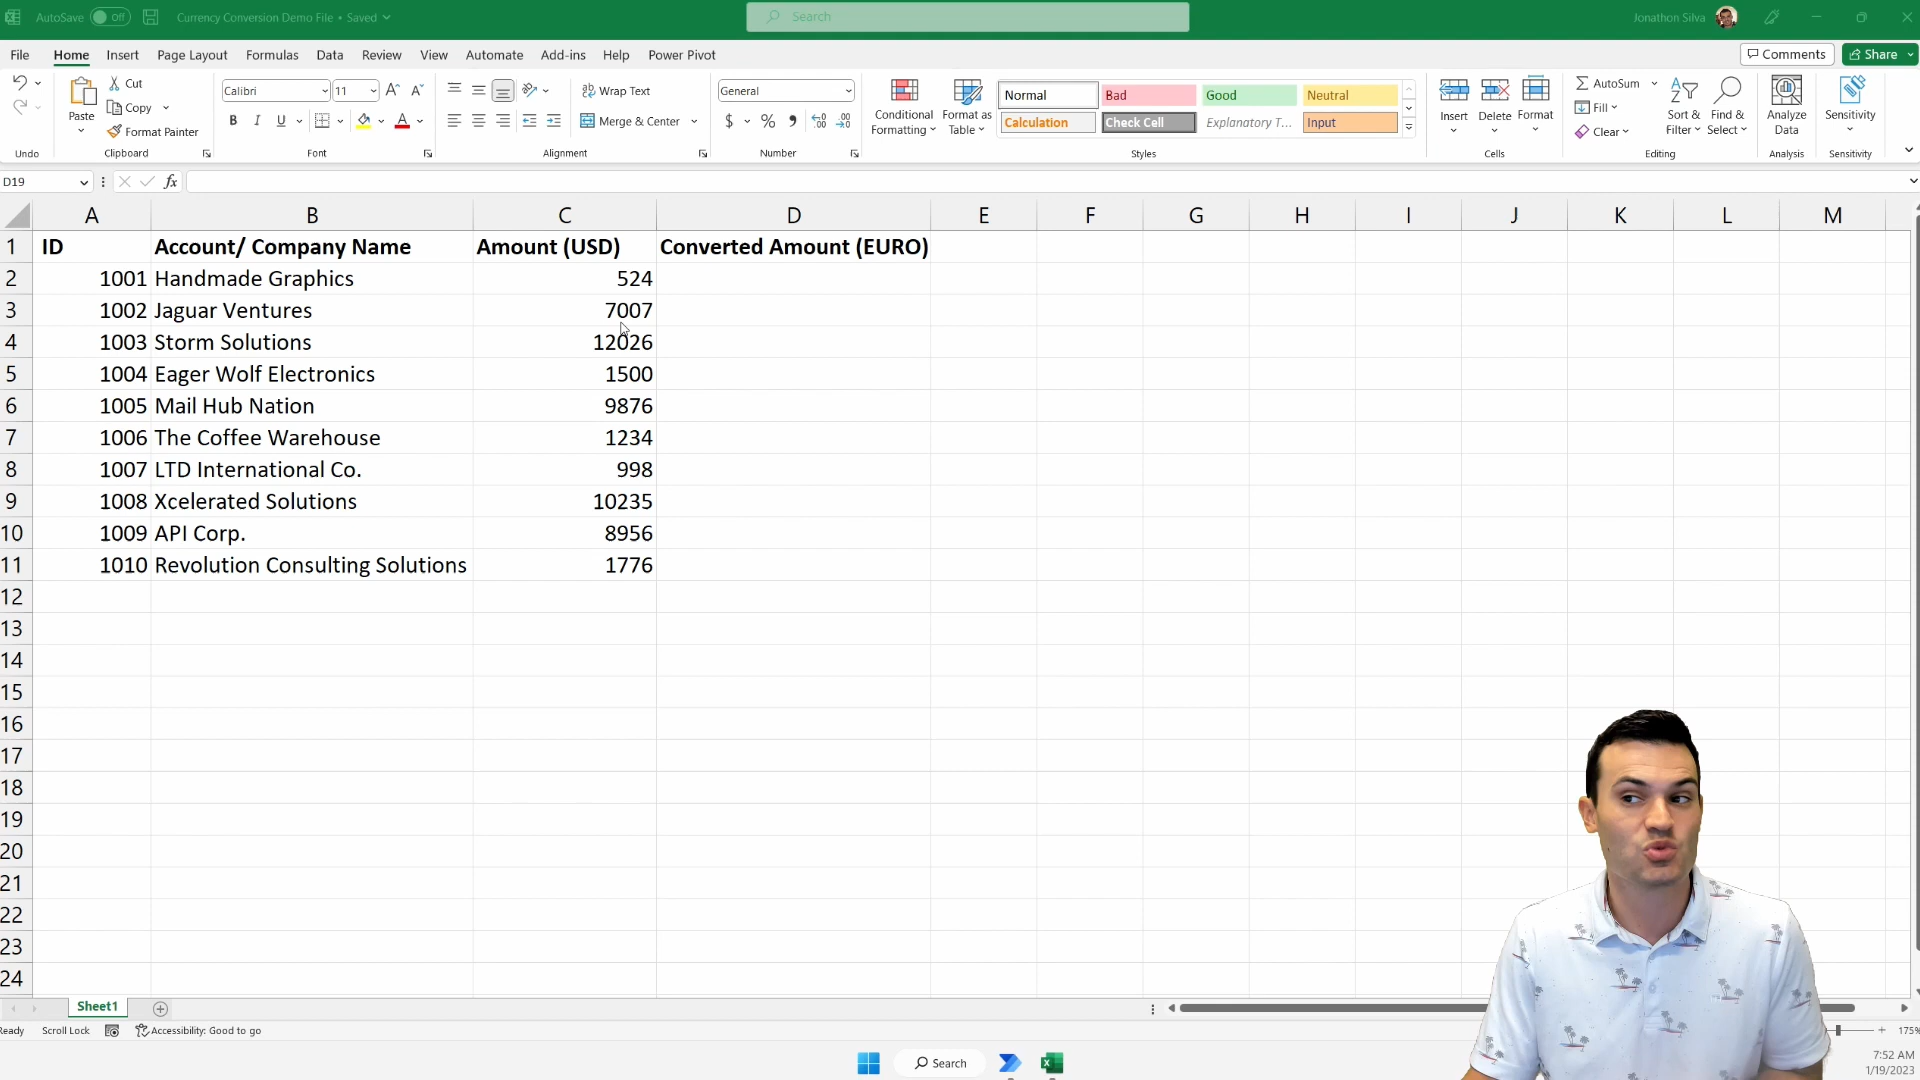 AutoSave Off Currency Conversion Demo File • Saved Search Jonathon Silva
File Home Insert Page Layout Formulas Data Review View Automate Add-ins Help Power Pivot Comments Share
Cut
Copy
Format Painter
Paste
Undo
Clipboard
Calibri 11
B I U
Font
Wrap Text
Merge & Center
Alignment
General
$ % ,
Number
Conditional Formatting
Format as Table
Normal Bad Good Neutral
Calculation Check Cell Explanatory T... Input
Styles
Insert Delete Format
Cells
AutoSum
Fill
Clear
Sort & Filter
Find & Select
Editing
Analyze Data
Analysis
Sensitivity
Sensitivity
D19 fx
A B C D E F G H I J K L M
1 ID Account/ Company Name Amount (USD) Converted Amount (EURO)
2 1001 Handmade Graphics 524
3 1002 Jaguar Ventures 7007
4 1003 Storm Solutions 12026
5 1004 Eager Wolf Electronics 1500
6 1005 Mail Hub Nation 9876
7 1006 The Coffee Warehouse 1234
8 1007 LTD International Co. 998
9 1008 Xcelerated Solutions 10235
10 1009 API Corp. 8956
11 1010 Revolution Consulting Solutions 1776
12
13
14
15
16
17
18
19
20
21
22
23
24
Sheet1
eady Scroll Lock Accessibility: Good to go 175%
Search
7:52 AM
1/19/2023